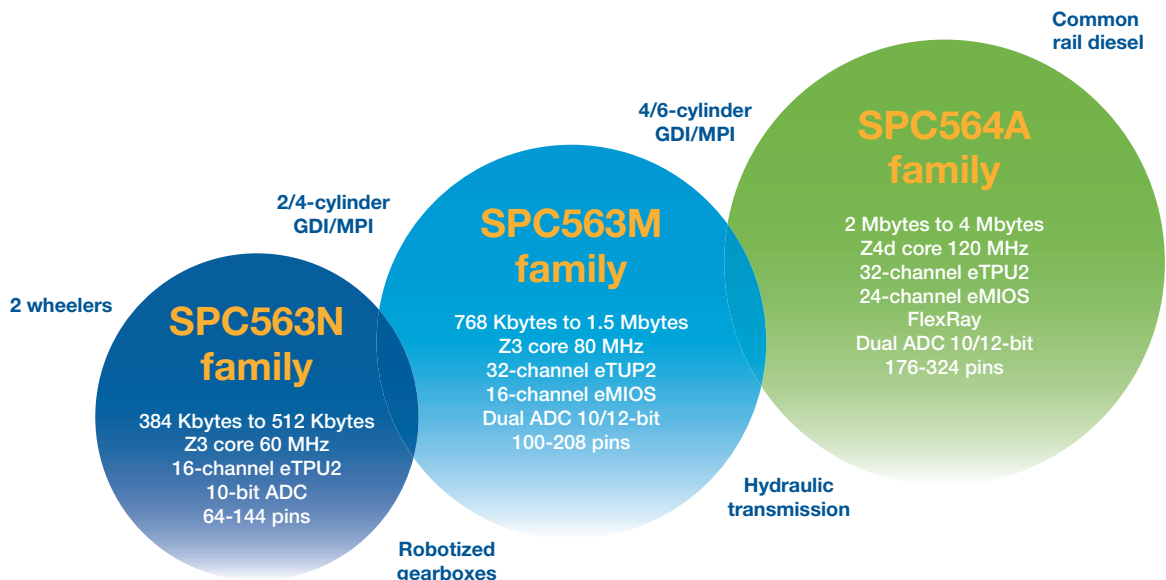 Common
rail diesel
4/6-cylinder
GDI/MPI
SPC564A
family
2 Mbytes to 4 Mbytes
Z4d core 120 MHz
32-channel eTPU2
24-channel eMIOS
FlexRay
Dual ADC 10/12-bit
176-324 pins
2/4-cylinder
GDI/MPI
SPC563M
family
768 Kbytes to 1.5 Mbytes
Z3 core 80 MHz
32-channel eTUP2
16-channel eMIOS
Dual ADC 10/12-bit
100-208 pins
2 wheelers
SPC563N
family
384 Kbytes to 512 Kbytes
Z3 core 60 MHz
16-channel eTPU2
10-bit ADC
64-144 pins
Hydraulic
transmission
Robotized
gearboxes